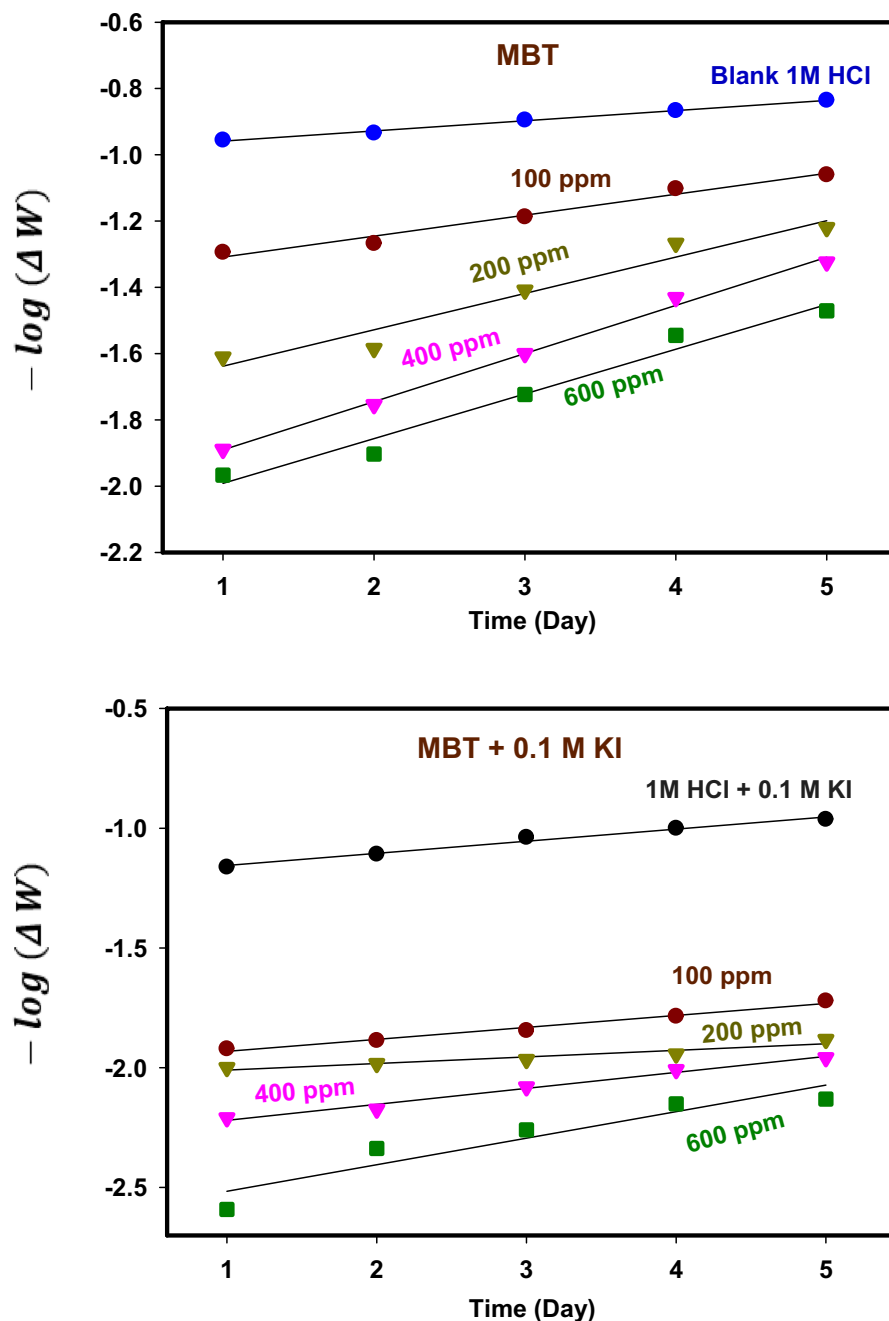 -0.6
MBT
Blank 1M HCl
-0.8
-1.0
100 ppm
-1.2
200 ppm
-1.4
400 ppm
-1.6
600 ppm
-1.8
-2.0
-2.2
− log (Δ W)
1 2 3 4 5
Time (Day)
-0.5
MBT + 0.1 M KI
1M HCl + 0.1 M KI
-1.0
-1.5
100 ppm
200 ppm
-2.0
400 ppm
600 ppm
-2.5
− log (Δ W)
1 2 3 4 5
Time (Day)